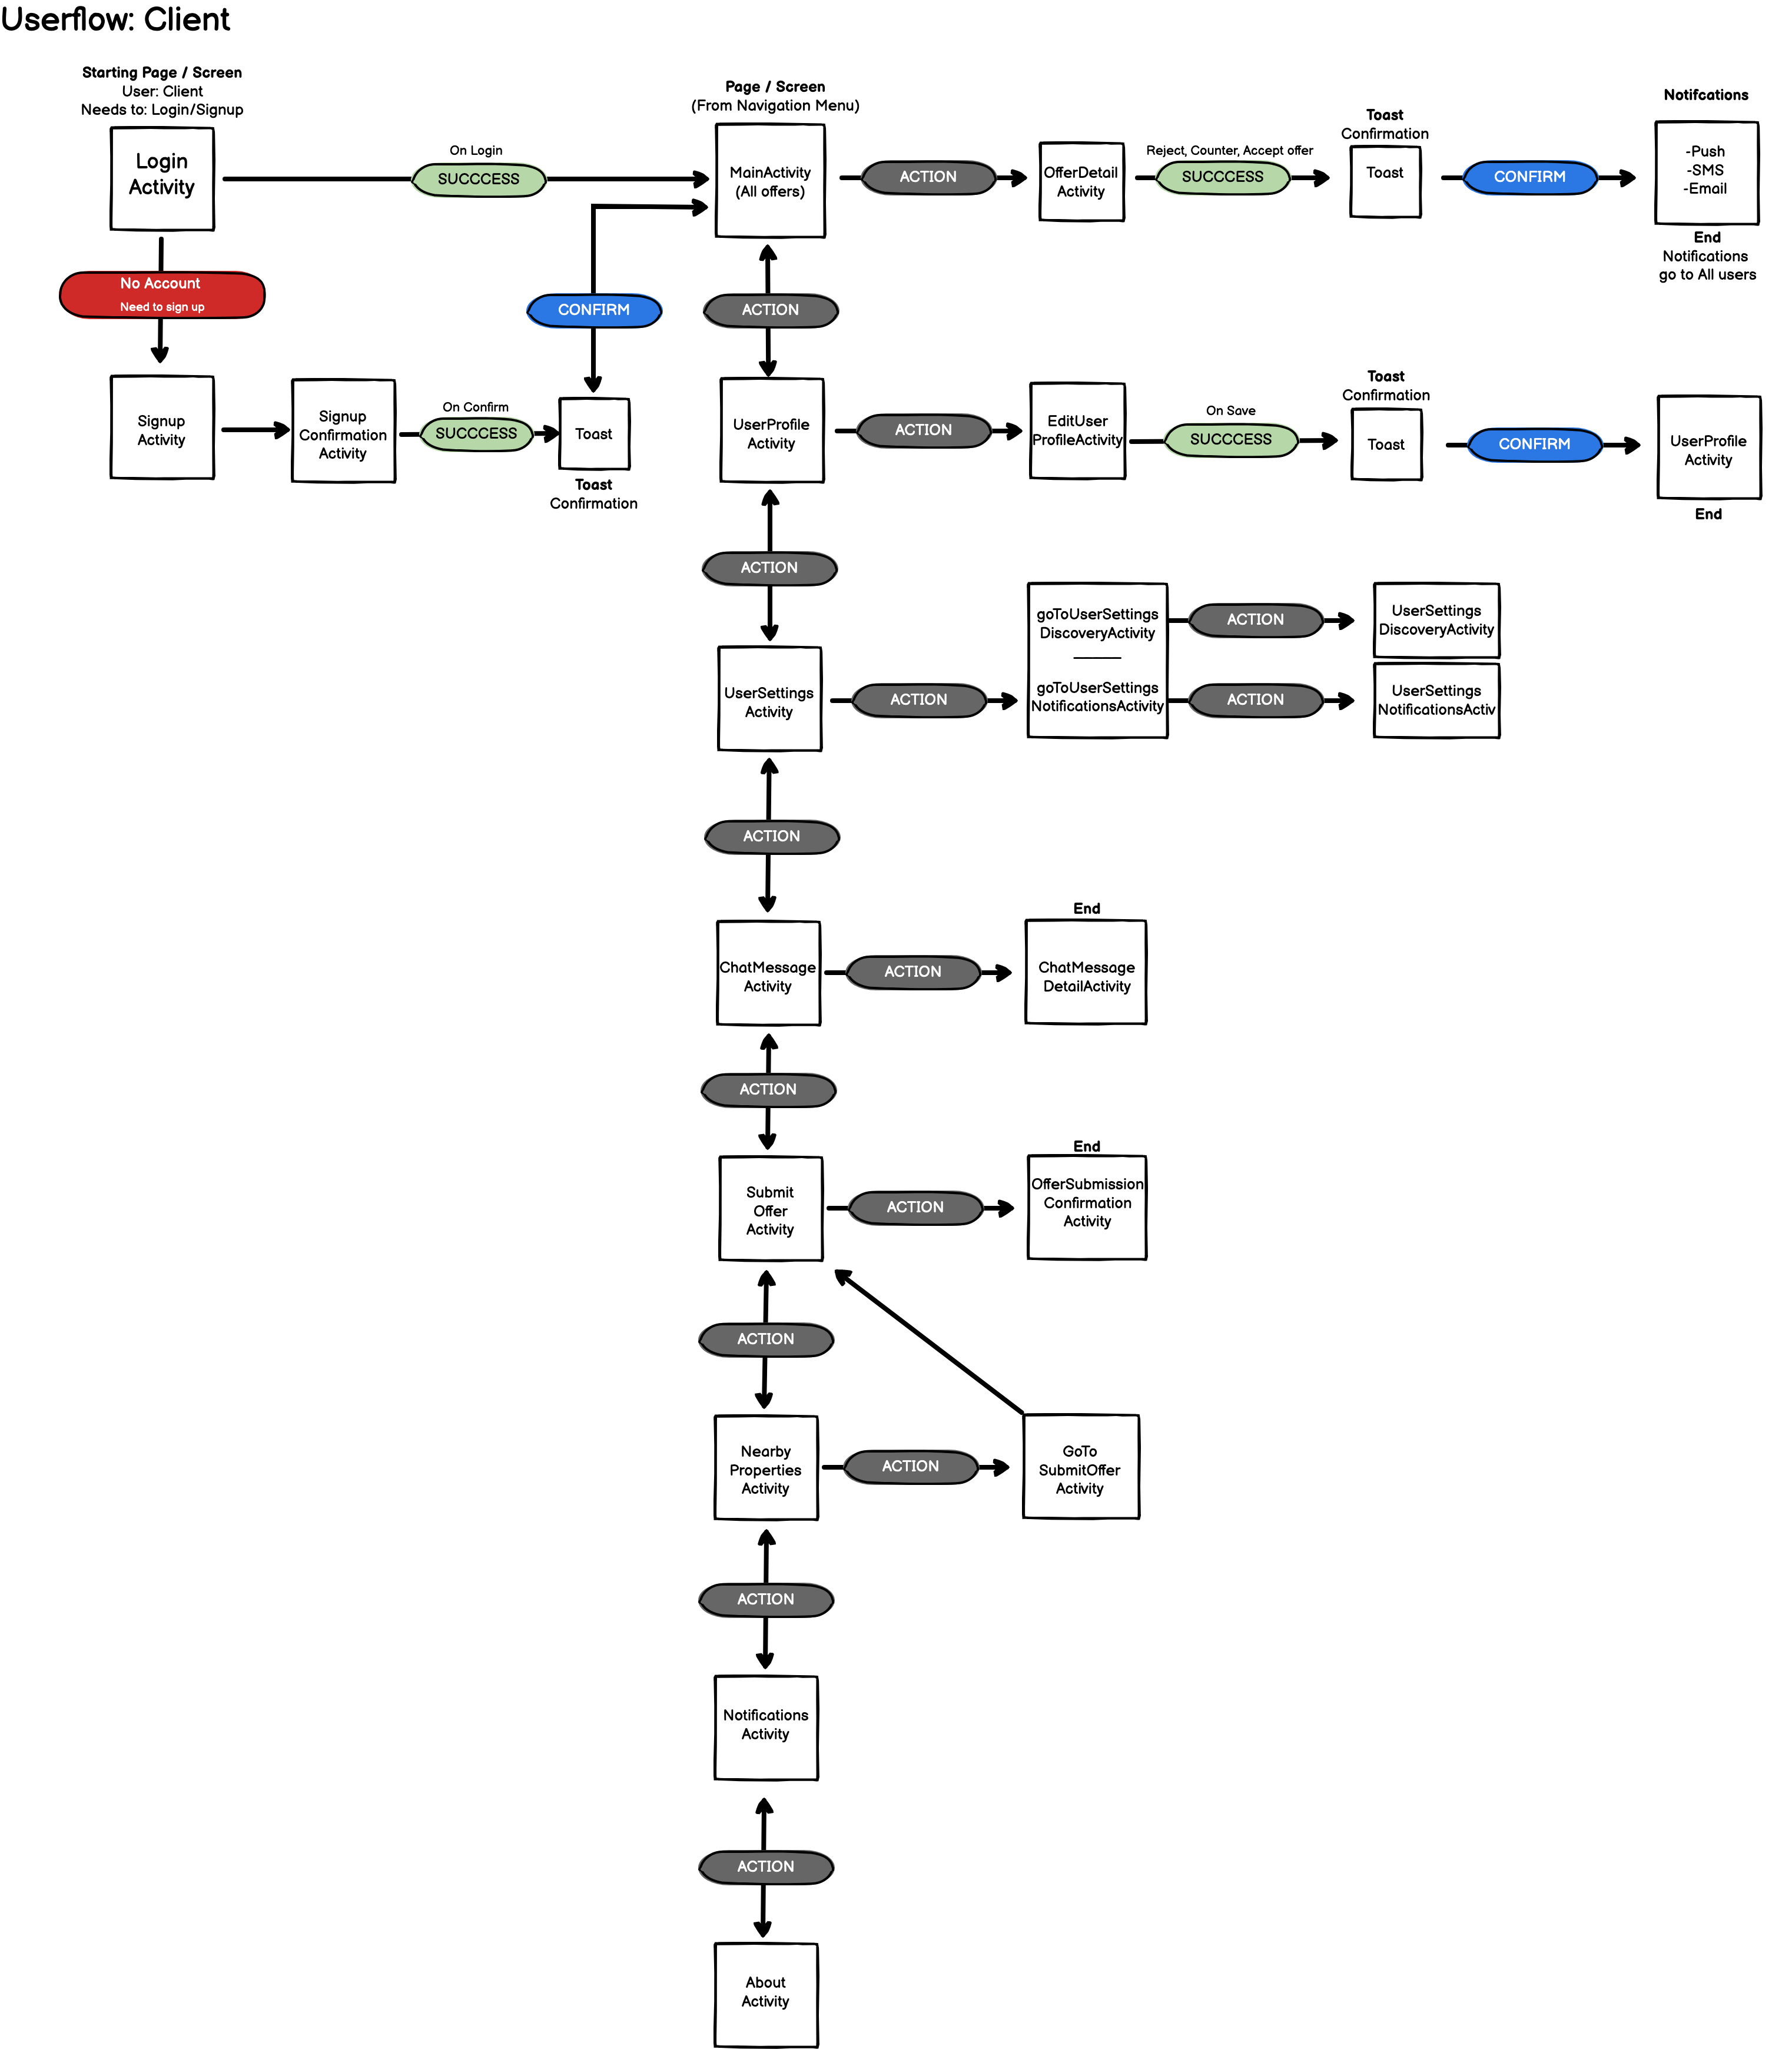 Userflow: Client
Starting Page / Screen
User: Client
Needs to: Login/Signup
Login
Activity
On Login
SUCCCESS
Page / Screen
(From Navigation Menu)
MainActivity
(All offers)
ACTION
OfferDetail
Activity
Reject, Counter, Accept offer
SUCCCESS
Toast
Confirmation
Toast
CONFIRM
Notifcations
-Push
-SMS
-Email
End
Notifications
go to All users
No Account
Need to sign up
CONFIRM
ACTION
Signup
Activity
Signup
Confirmation
Activity
On Confirm
SUCCCESS
Toast
Toast
Confirmation
UserProfile
Activity
ACTION
EditUser
ProfileActivity
On Save
SUCCCESS
Toast
Confirmation
Toast
CONFIRM
UserProfile
Activity
End
ACTION
UserSettings
Activity
ACTION
goToUserSettings
DiscoveryActivity
goToUserSettings
NotificationsActivity
ACTION
UserSettings
DiscoveryActivity
ACTION
UserSettings
NotificationsActiv
ACTION
ChatMessage
Activity
ACTION
End
ChatMessage
DetailActivity
ACTION
Submit
Offer
Activity
ACTION
End
OfferSubmission
Confirmation
Activity
ACTION
Nearby
Properties
Activity
ACTION
GoTo
SubmitOffer
Activity
ACTION
Notifications
Activity
ACTION
About
Activity